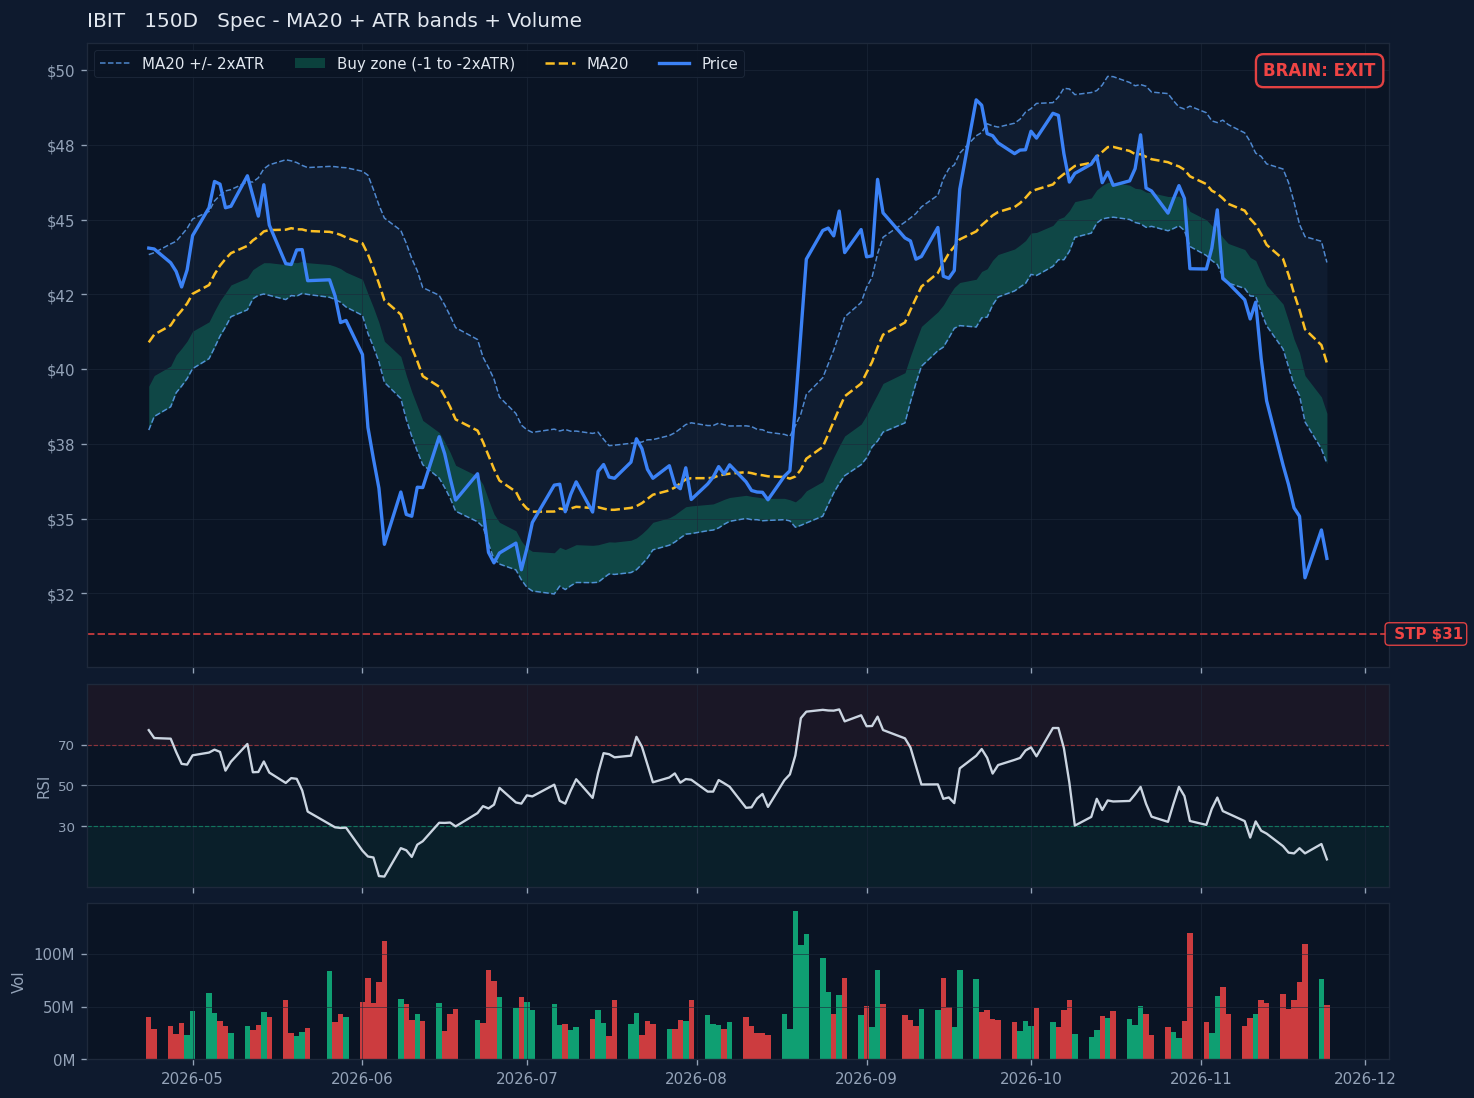 IBIT   150D   Spec - MA20 + ATR bands + Volume
MA20 +/- 2xATR   Buy zone (-1 to -2xATR)   MA20   Price
BRAIN: EXIT
$50
$48
$45
$42
$40
$38
$35
$32
STP $31
RSI
70
50
30
Vol
100M
50M
0M
2026-05   2026-06   2026-07   2026-08   2026-09   2026-10   2026-11   2026-12